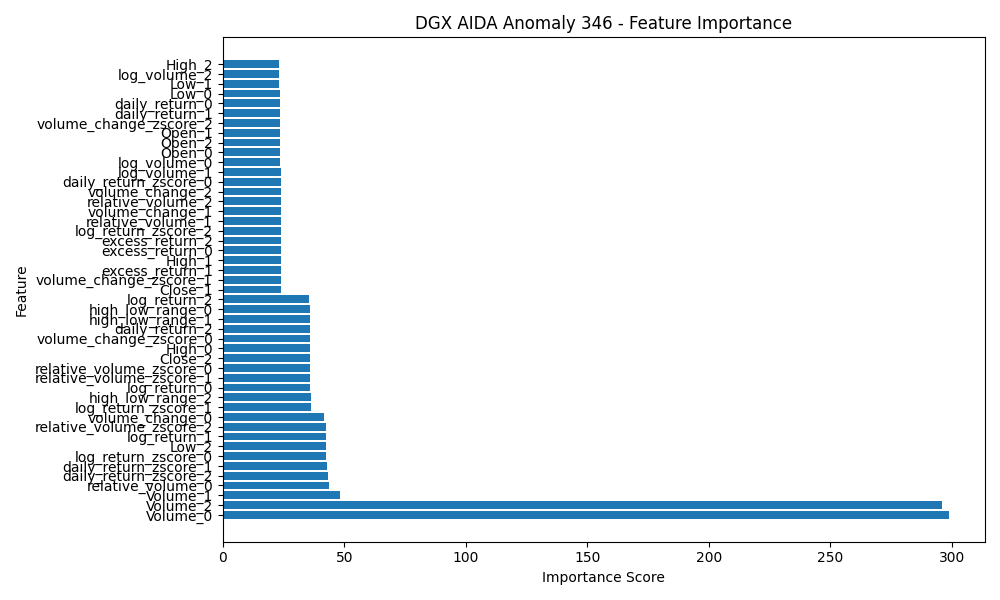 DGX AIDA Anomaly 346 - Feature Importance
High_2
log_volume_2
Low_1
Low_0
daily_return_0
daily_return_1
volume_change_zscore_2
Open_1
Open_2
Open_0
log_volume_0
log_volume_1
daily_return_zscore_0
volume_change_2
relative_volume_2
volume_change_1
relative_volume_1
log_return_zscore_2
excess_return_2
excess_return_0
High_1
excess_return_1
volume_change_zscore_1
Close_1
log_return_2
high_low_range_0
high_low_range_1
daily_return_2
volume_change_zscore_0
High_0
Close_2
relative_volume_zscore_0
relative_volume_zscore_1
log_return_0
high_low_range_2
log_return_zscore_1
volume_change_0
relative_volume_zscore_2
log_return_1
Low_2
log_return_zscore_0
daily_return_zscore_1
daily_return_zscore_2
relative_volume_0
Volume_1
Volume_2
Volume_0
Feature
0 50 100 150 200 250 300
Importance Score